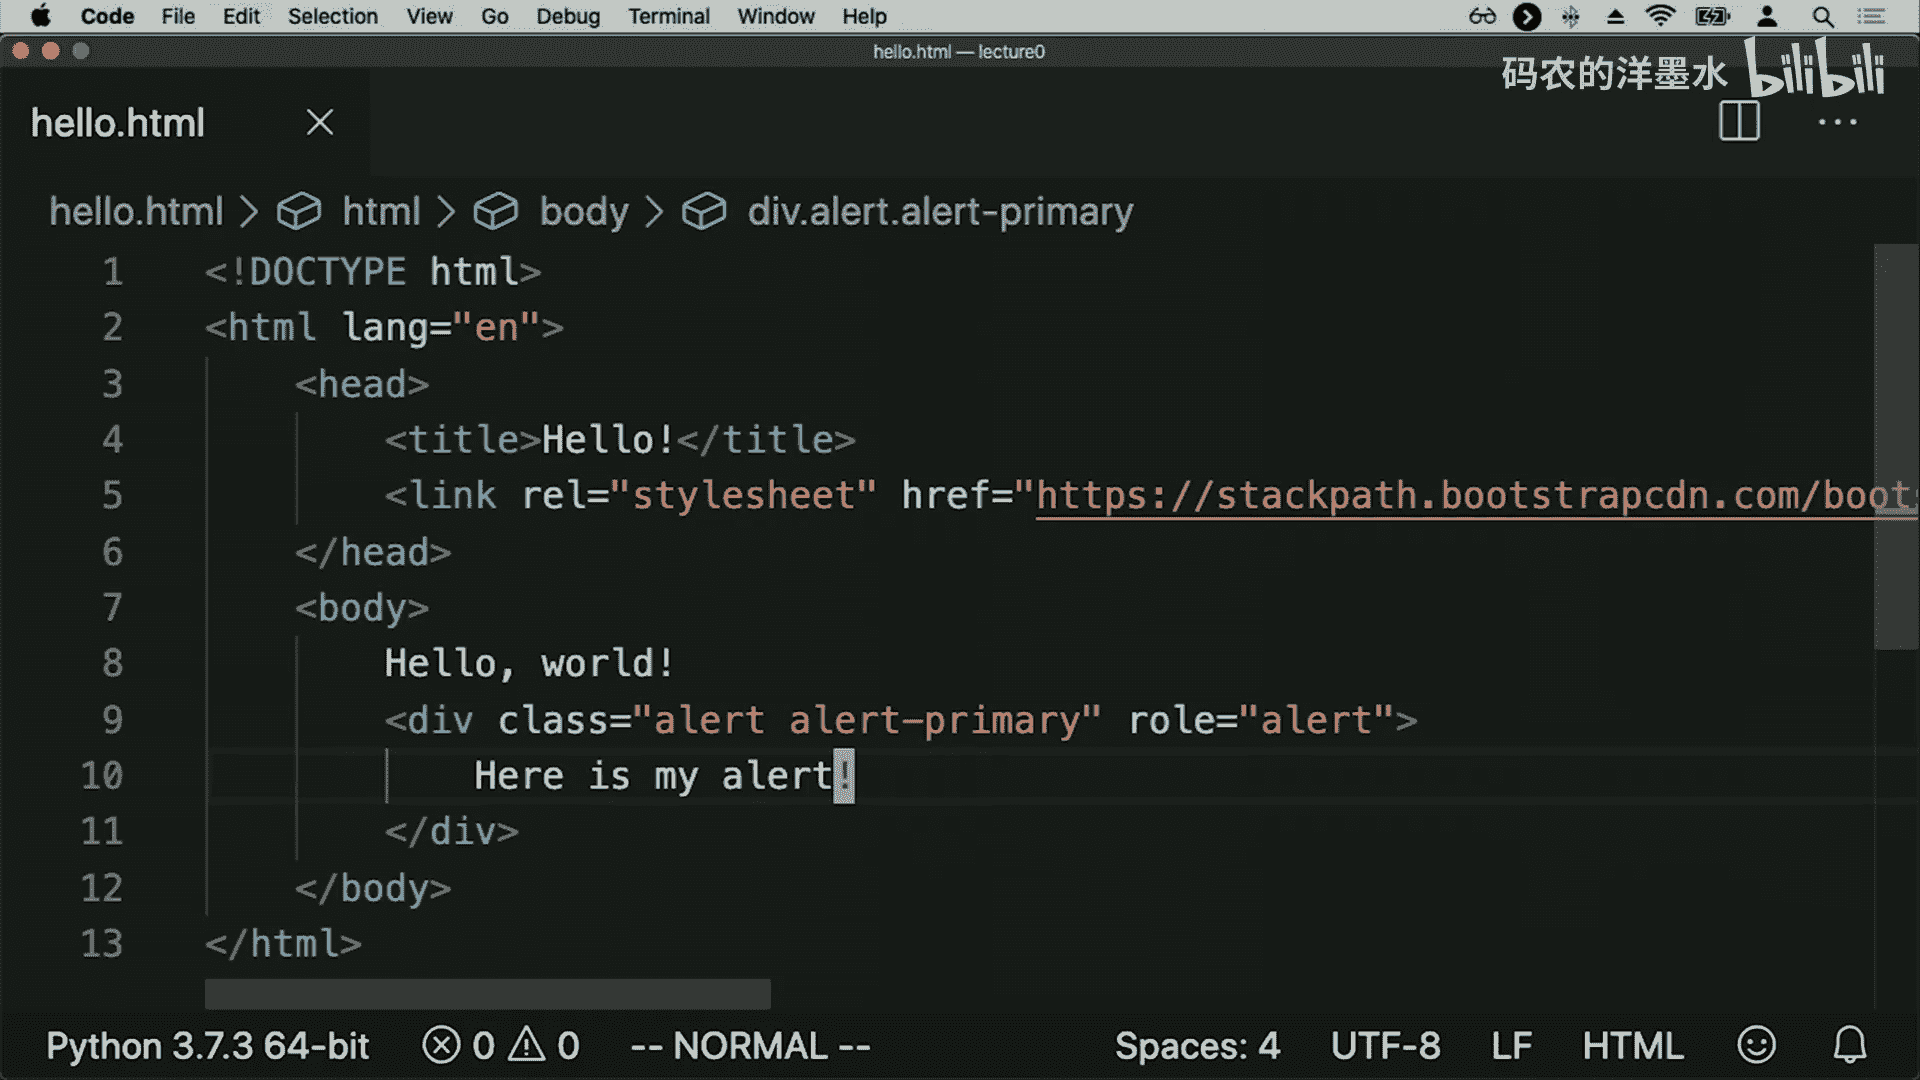 Code File Edit Selection View Go Debug Terminal Window Help
hello.html — lecture0
码农的洋墨水 bilibili
hello.html
hello.html > html > body > div.alert.alert-primary
1 <!DOCTYPE html>
2 <html lang="en">
3 <head>
4 <title>Hello!</title>
5 <link rel="stylesheet" href="https://stackpath.bootstrapcdn.com/boots
6 </head>
7 <body>
8 Hello, world!
9 <div class="alert alert-primary" role="alert">
10 Here is my alert!
11 </div>
12 </body>
13 </html>
Python 3.7.3 64-bit 0 0 -- NORMAL -- Spaces: 4 UTF-8 LF HTML